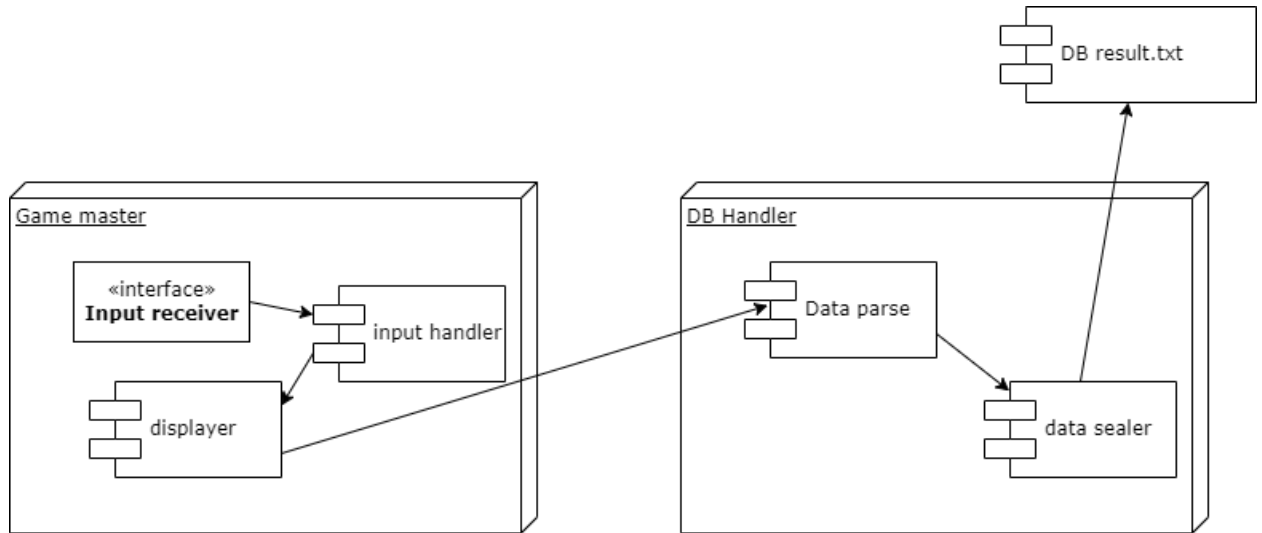 DB result.txt
Game master
DB Handler
«interface»
Input receiver
input handler
Data parse
displayer
data sealer